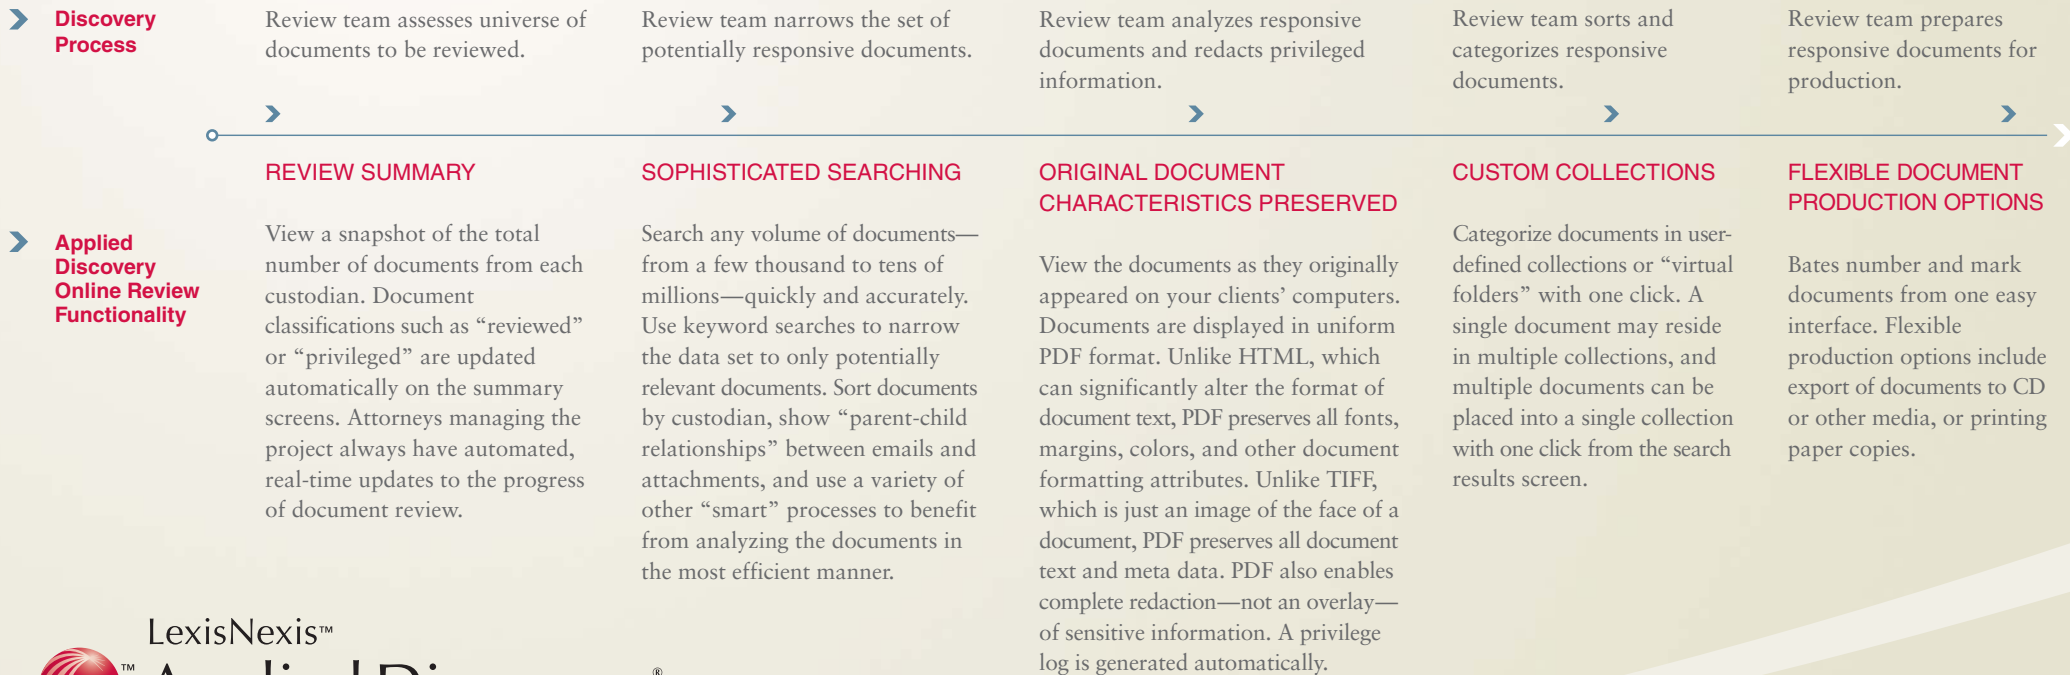 Discovery
Process
Review team assesses universe of
documents to be reviewed.
Review team narrows the set of
potentially responsive documents.
Review team analyzes responsive
documents and redacts privileged
information.
Review team sorts and
categorizes responsive
documents.
Review team prepares
responsive documents for
production.
Applied
Discovery
Online Review
Functionality
REVIEW SUMMARY
View a snapshot of the total
number of documents from each
custodian. Document
classifications such as “reviewed”
or “privileged” are updated
automatically on the summary
screens. Attorneys managing the
project always have automated,
real-time updates to the progress
of document review.
SOPHISTICATED SEARCHING
Search any volume of documents—
from a few thousand to tens of
millions—quickly and accurately.
Use keyword searches to narrow
the data set to only potentially
relevant documents. Sort documents
by custodian, show “parent-child
relationships” between emails and
attachments, and use a variety of
other “smart” processes to benefit
from analyzing the documents in
the most efficient manner.
ORIGINAL DOCUMENT
CHARACTERISTICS PRESERVED
View the documents as they originally
appeared on your clients’ computers.
Documents are displayed in uniform
PDF format. Unlike HTML, which
can significantly alter the format of
document text, PDF preserves all fonts,
margins, colors, and other document
formatting attributes. Unlike TIFF,
which is just an image of the face of a
document, PDF preserves all document
text and meta data. PDF also enables
complete redaction—not an overlay—
of sensitive information. A privilege
log is generated automatically.
CUSTOM COLLECTIONS
Categorize documents in user-
defined collections or “virtual
folders” with one click. A
single document may reside
in multiple collections, and
multiple documents can be
placed into a single collection
with one click from the search
results screen.
FLEXIBLE DOCUMENT
PRODUCTION OPTIONS
Bates number and mark
documents from one easy
interface. Flexible
production options include
export of documents to CD
or other media, or printing
paper copies.
LexisNexis™
™
®